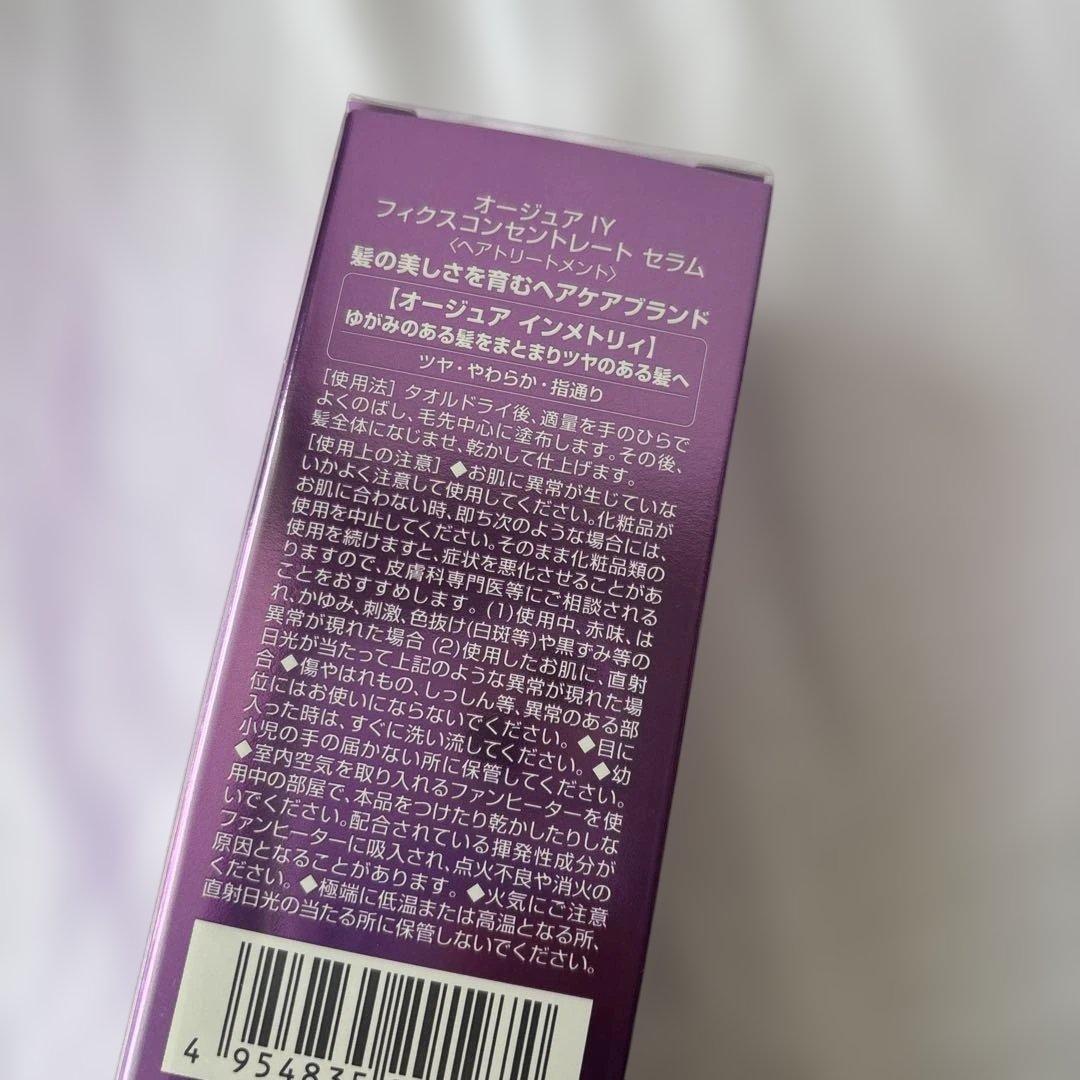 オージュア IY
フィクスコンセントレート セラム
〈ヘアトリートメント〉
髪の美しさを育むヘアケアブランド
【オージュア インメトリィ】
ゆがみのある髪をまとまりツヤのある髪へ
ツヤ・やわらか・指通り
［使用法］タオルドライ後、適量を手のひらで
よくのばし、毛先中心に塗布します。その後、
髪全体になじませ、乾かして仕上げます。
［使用上の注意］◆お肌に異常が生じていな
いかよく注意して使用してください。化粧品が
お肌に合わない時、即ち次のような場合には、
使用を中止してください。そのまま化粧品類の
使用を続けますと、症状を悪化させることがあ
りますので、皮膚科専門医等にご相談される
ことをおすすめします。(1)使用中、赤味、は
れ、かゆみ、刺激、色抜け(白斑等)や黒ずみ等の
異常が現れた場合 (2)使用したお肌に、直射
日光が当たって上記のような異常が現れた場
合 ◆傷やはれもの、しっしん等、異常のある部
位にはお使いにならないでください。◆目に
入った時は、すぐに洗い流してください。◆幼
小児の手の届かない所に保管してください。
◆室内空気を取り入れるファンヒーターを使
用中の部屋で、本品をつけたり乾かしたりしな
いでください。配合されている揮発性成分が
ファンヒーターに吸入され、点火不良や消火の
原因となることがあります。◆火気にご注意
ください。◆極端に低温または高温となる所、
直射日光の当たる所に保管しないでください。
4 954835